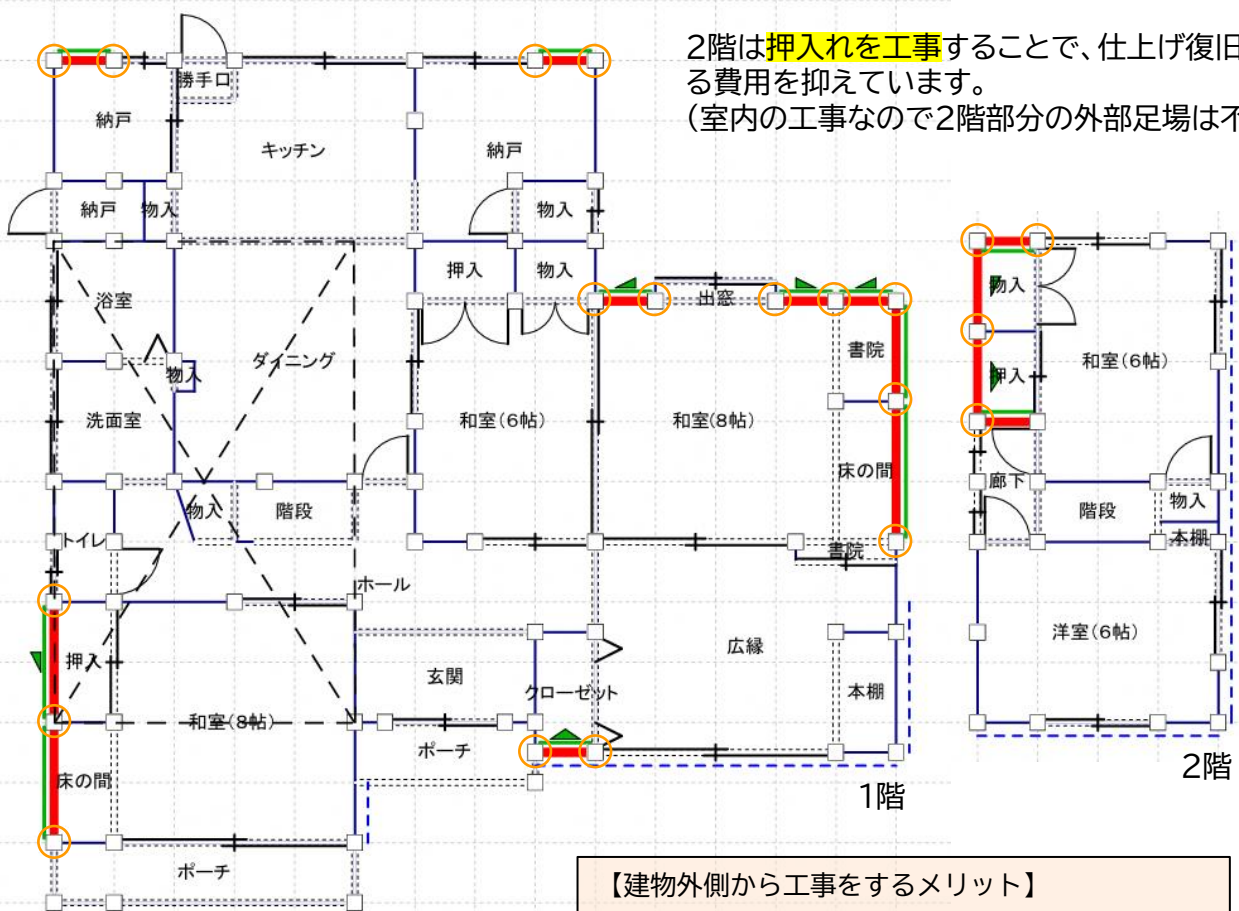 2階は押入れを工事することで、仕上げ復旧
る費用を抑えています。
(室内の工事なので2階部分の外部足場は不
勝手口
納戸
キッチン
納戸
納戸
物入
物入
押入
物入
浴室
出窓
物入
ダイニング
書院
和室(6帖)
物入
押入
洗面室
和室(6帖)
和室(8帖)
床の間
廊下
物入
階段
階段
物入
トイレ
書院
本棚
ホール
押入
広縁
洋室(6帖)
玄関
クローゼット
本棚
和室(8帖)
ポーチ
床の間
2階
1階
ポーチ
【建物外側から工事をするメリット】